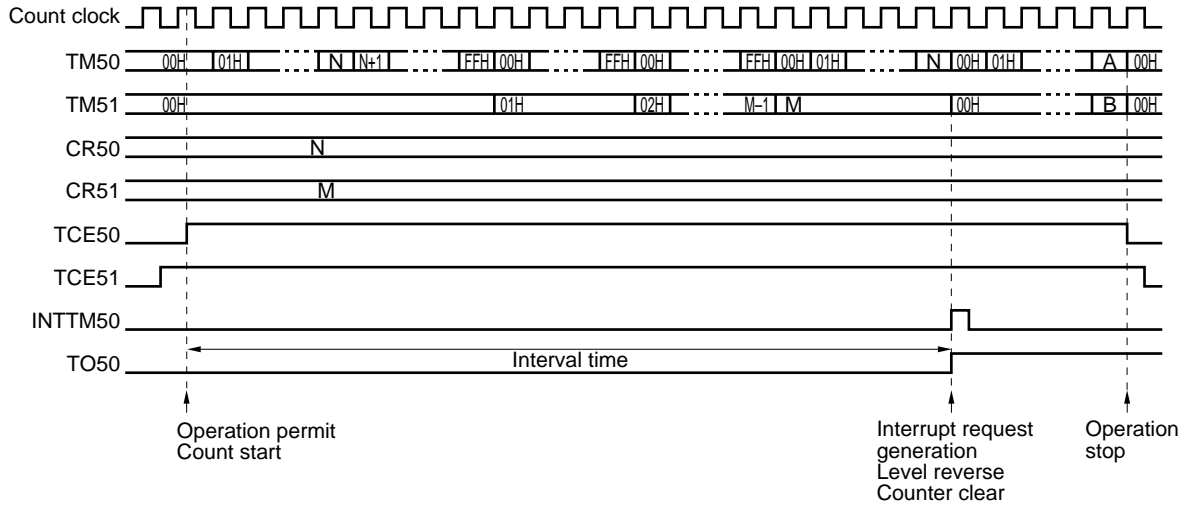 Count clock
TM50 00H 01H N N+1 FFH 00H FFH 00H FFH 00H 01H N 00H 01H A 00H
TM51 00H 01H 02H M–1 M 00H B 00H
CR50 N
CR51 M
TCE50
TCE51
INTTM50
TO50 Interval time
Operation permit
Count start
Interrupt request
generation
Level reverse
Counter clear
Operation
stop